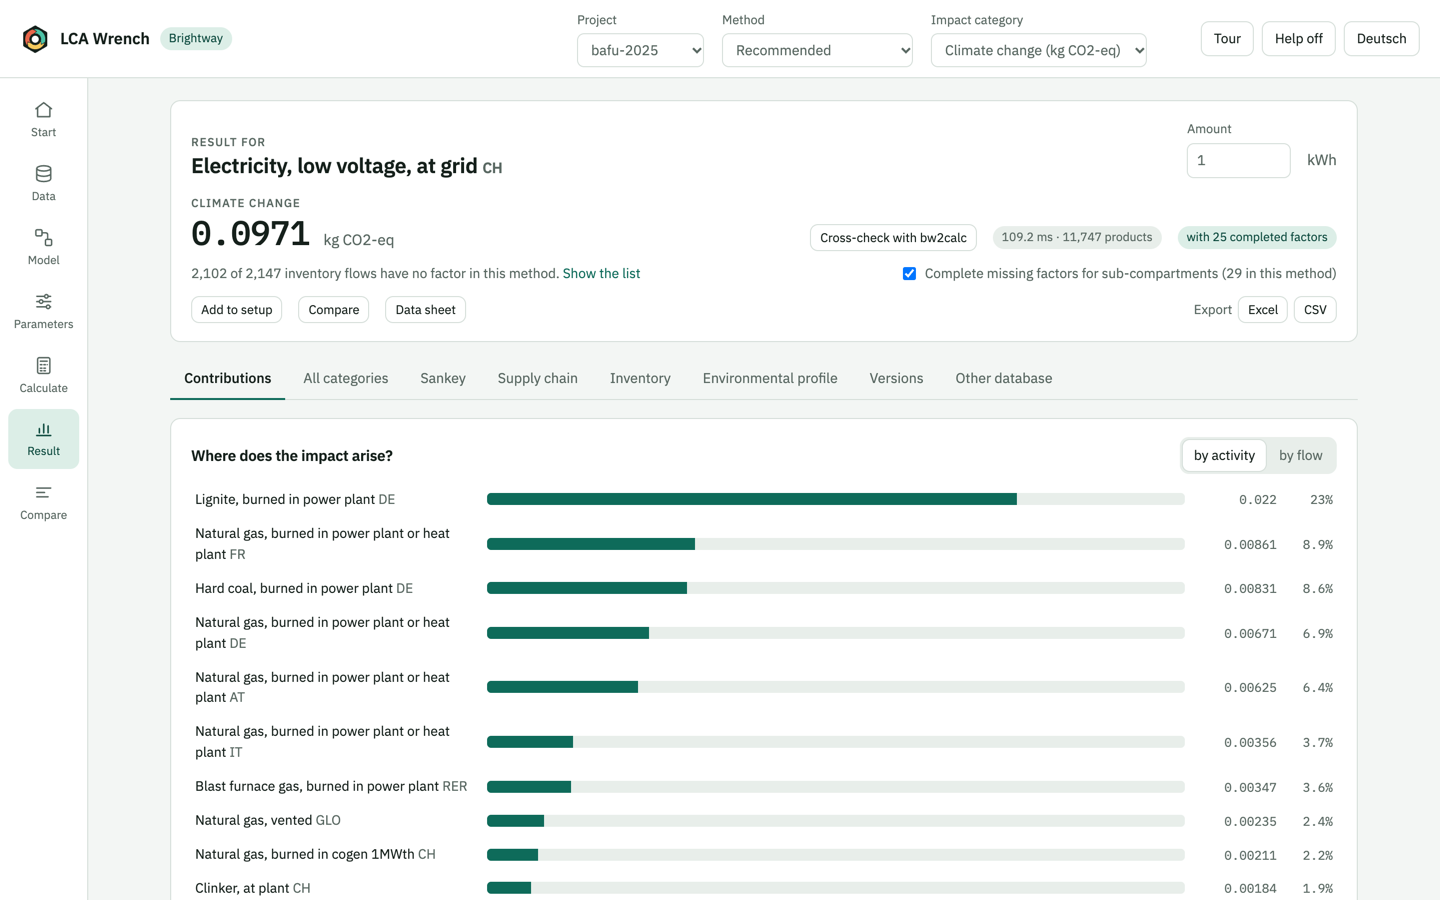 LCA Wrench
Brightway
Project
bafu-2025
Method
Recommended
Impact category
Climate change (kg CO2-eq)
Tour
Help off
Deutsch
Start
Data
Model
Parameters
Calculate
Result
Compare
RESULT FOR
Electricity, low voltage, at grid CH
Amount
1 kWh
CLIMATE CHANGE
0.0971 kg CO2-eq
Cross-check with bw2calc
109.2 ms · 11,747 products
with 25 completed factors
2,102 of 2,147 inventory flows have no factor in this method. Show the list
Complete missing factors for sub-compartments (29 in this method)
Add to setup
Compare
Data sheet
Export
Excel
CSV
Contributions
All categories
Sankey
Supply chain
Inventory
Environmental profile
Versions
Other database
Where does the impact arise?
by activity
by flow
Lignite, burned in power plant DE 0.022 23%
Natural gas, burned in power plant or heat
plant FR 0.00861 8.9%
Hard coal, burned in power plant DE 0.00831 8.6%
Natural gas, burned in power plant or heat
plant DE 0.00671 6.9%
Natural gas, burned in power plant or heat
plant AT 0.00625 6.4%
Natural gas, burned in power plant or heat
plant IT 0.00356 3.7%
Blast furnace gas, burned in power plant RER 0.00347 3.6%
Natural gas, vented GLO 0.00235 2.4%
Natural gas, burned in cogen 1MWth CH 0.00211 2.2%
Clinker, at plant CH 0.00184 1.9%